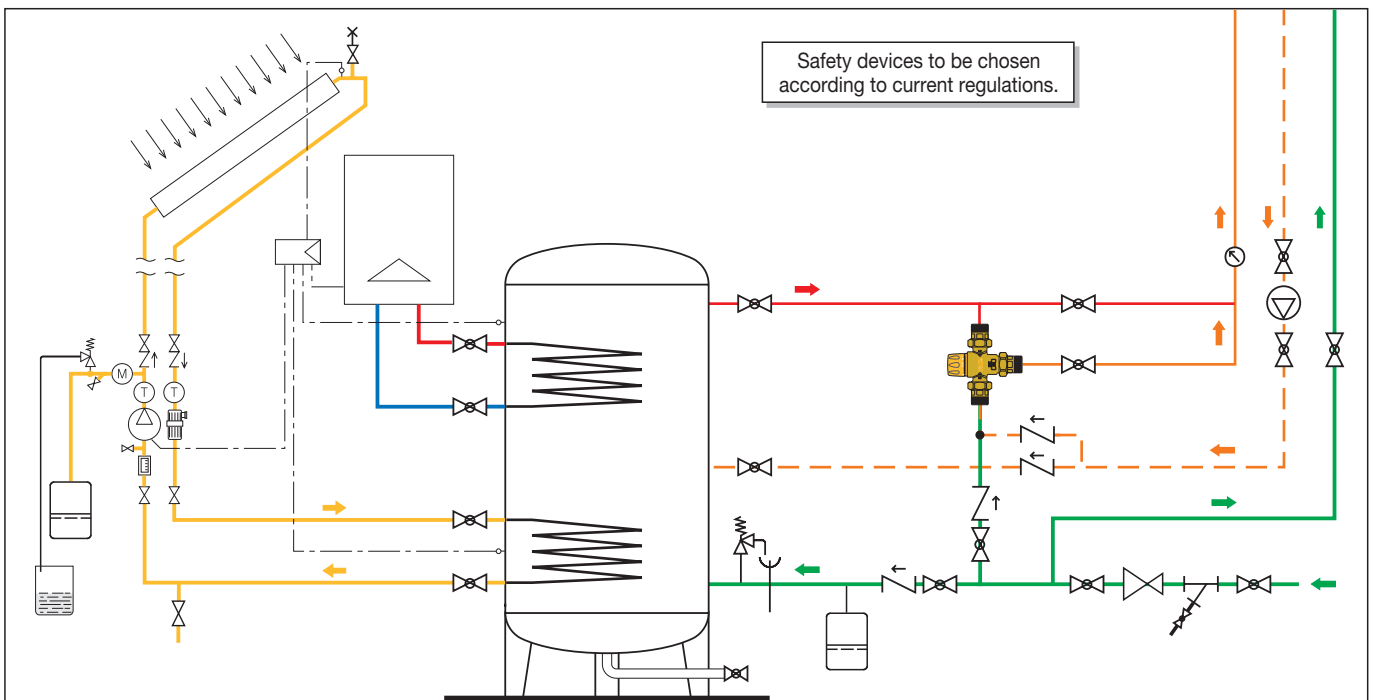 Safety devices to be chosen
according to current regulations.
M
T
T